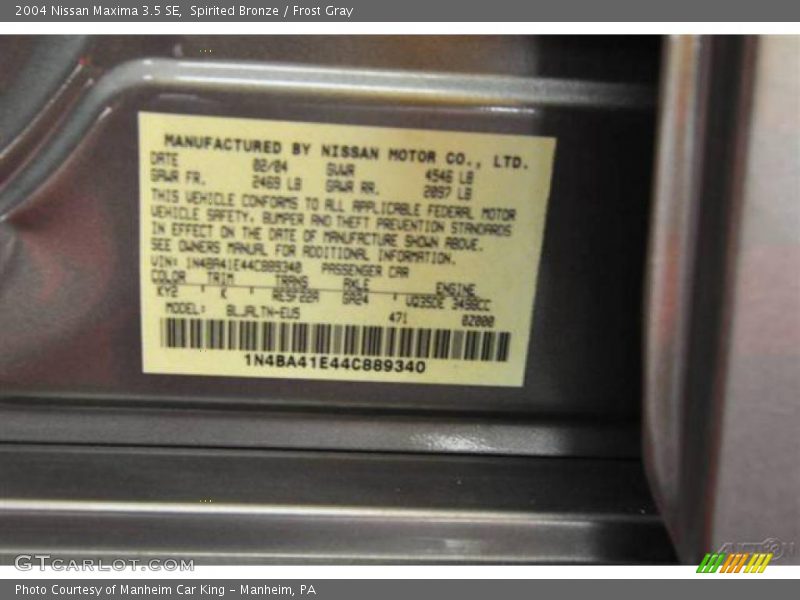 2004 Nissan Maxima 3.5 SE, Spirited Bronze / Frost Gray
MANUFACTURED BY NISSAN MOTOR CO., LTD.
DATE 02/04 GVWR 4546 LB
GAWR FR. 2469 LB GAWR RR. 2097 LB
THIS VEHICLE CONFORMS TO ALL APPLICABLE FEDERAL MOTOR
VEHICLE SAFETY, BUMPER AND THEFT PREVENTION STANDARDS
IN EFFECT ON THE DATE OF MANUFACTURE SHOWN ABOVE.
SEE OWNERS MANUAL FOR ADDITIONAL INFORMATION.
VIN: 1N4BA41E44C889340 PASSENGER CAR
COLOR TRIM TRANS AXLE ENGINE
KY2 K RE5F22A GA24 VQ35DE 3498CC
MODEL: BLJALTN-EU5 471 02000
1N4BA41E44C889340
GTCARLOT.COM
Photo Courtesy of Manheim Car King – Manheim, PA